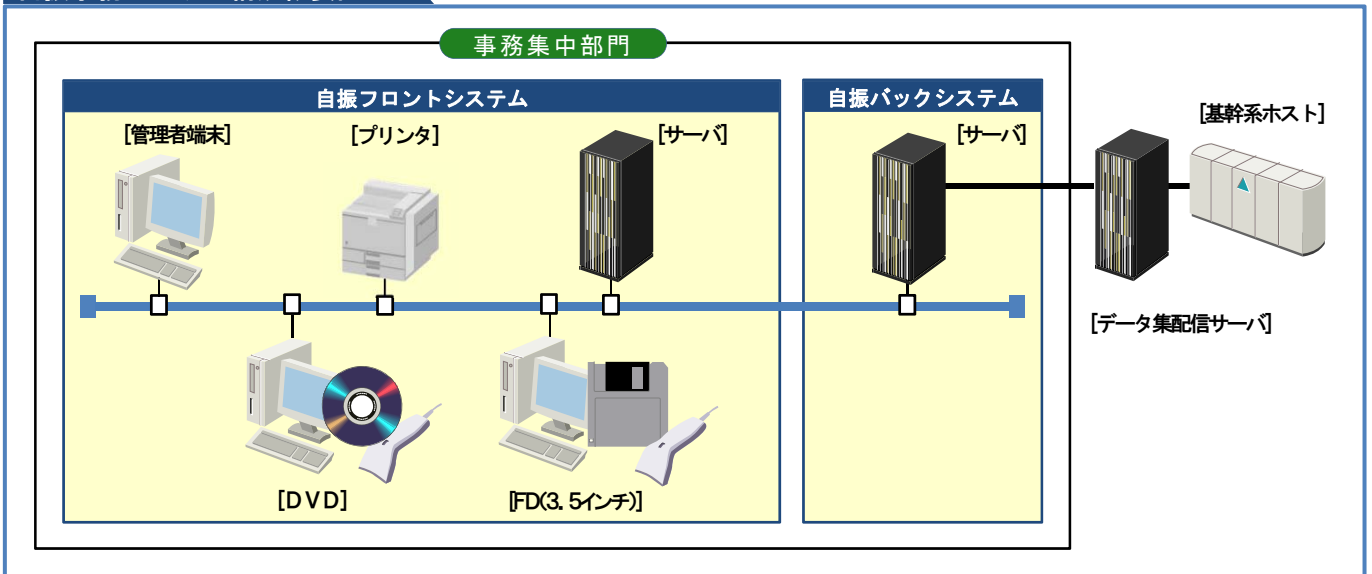 事務集中部門
自振フロントシステム
自振バックシステム
[管理者端末]
[プリンタ]
[サーバ]
[サーバ]
[基幹系ホスト]
[データ集配信サーバ]
[DVD]
[FD(3.5インチ)]